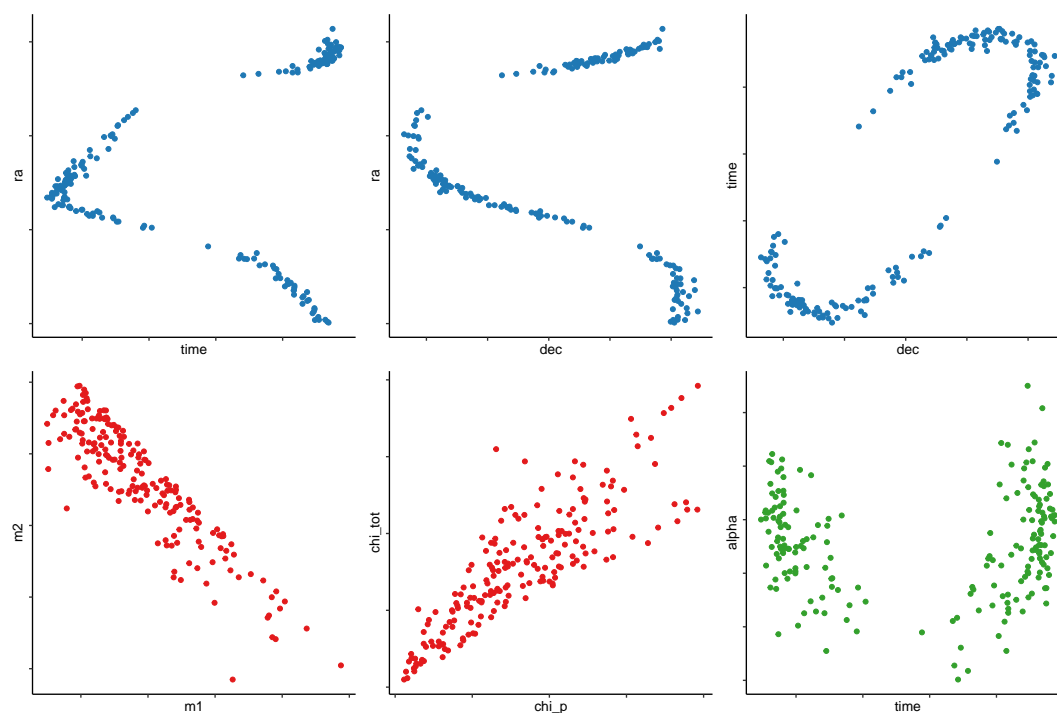 ra
time
ra
dec
time
dec
m2
m1
chi_tot
chi_p
alpha
time